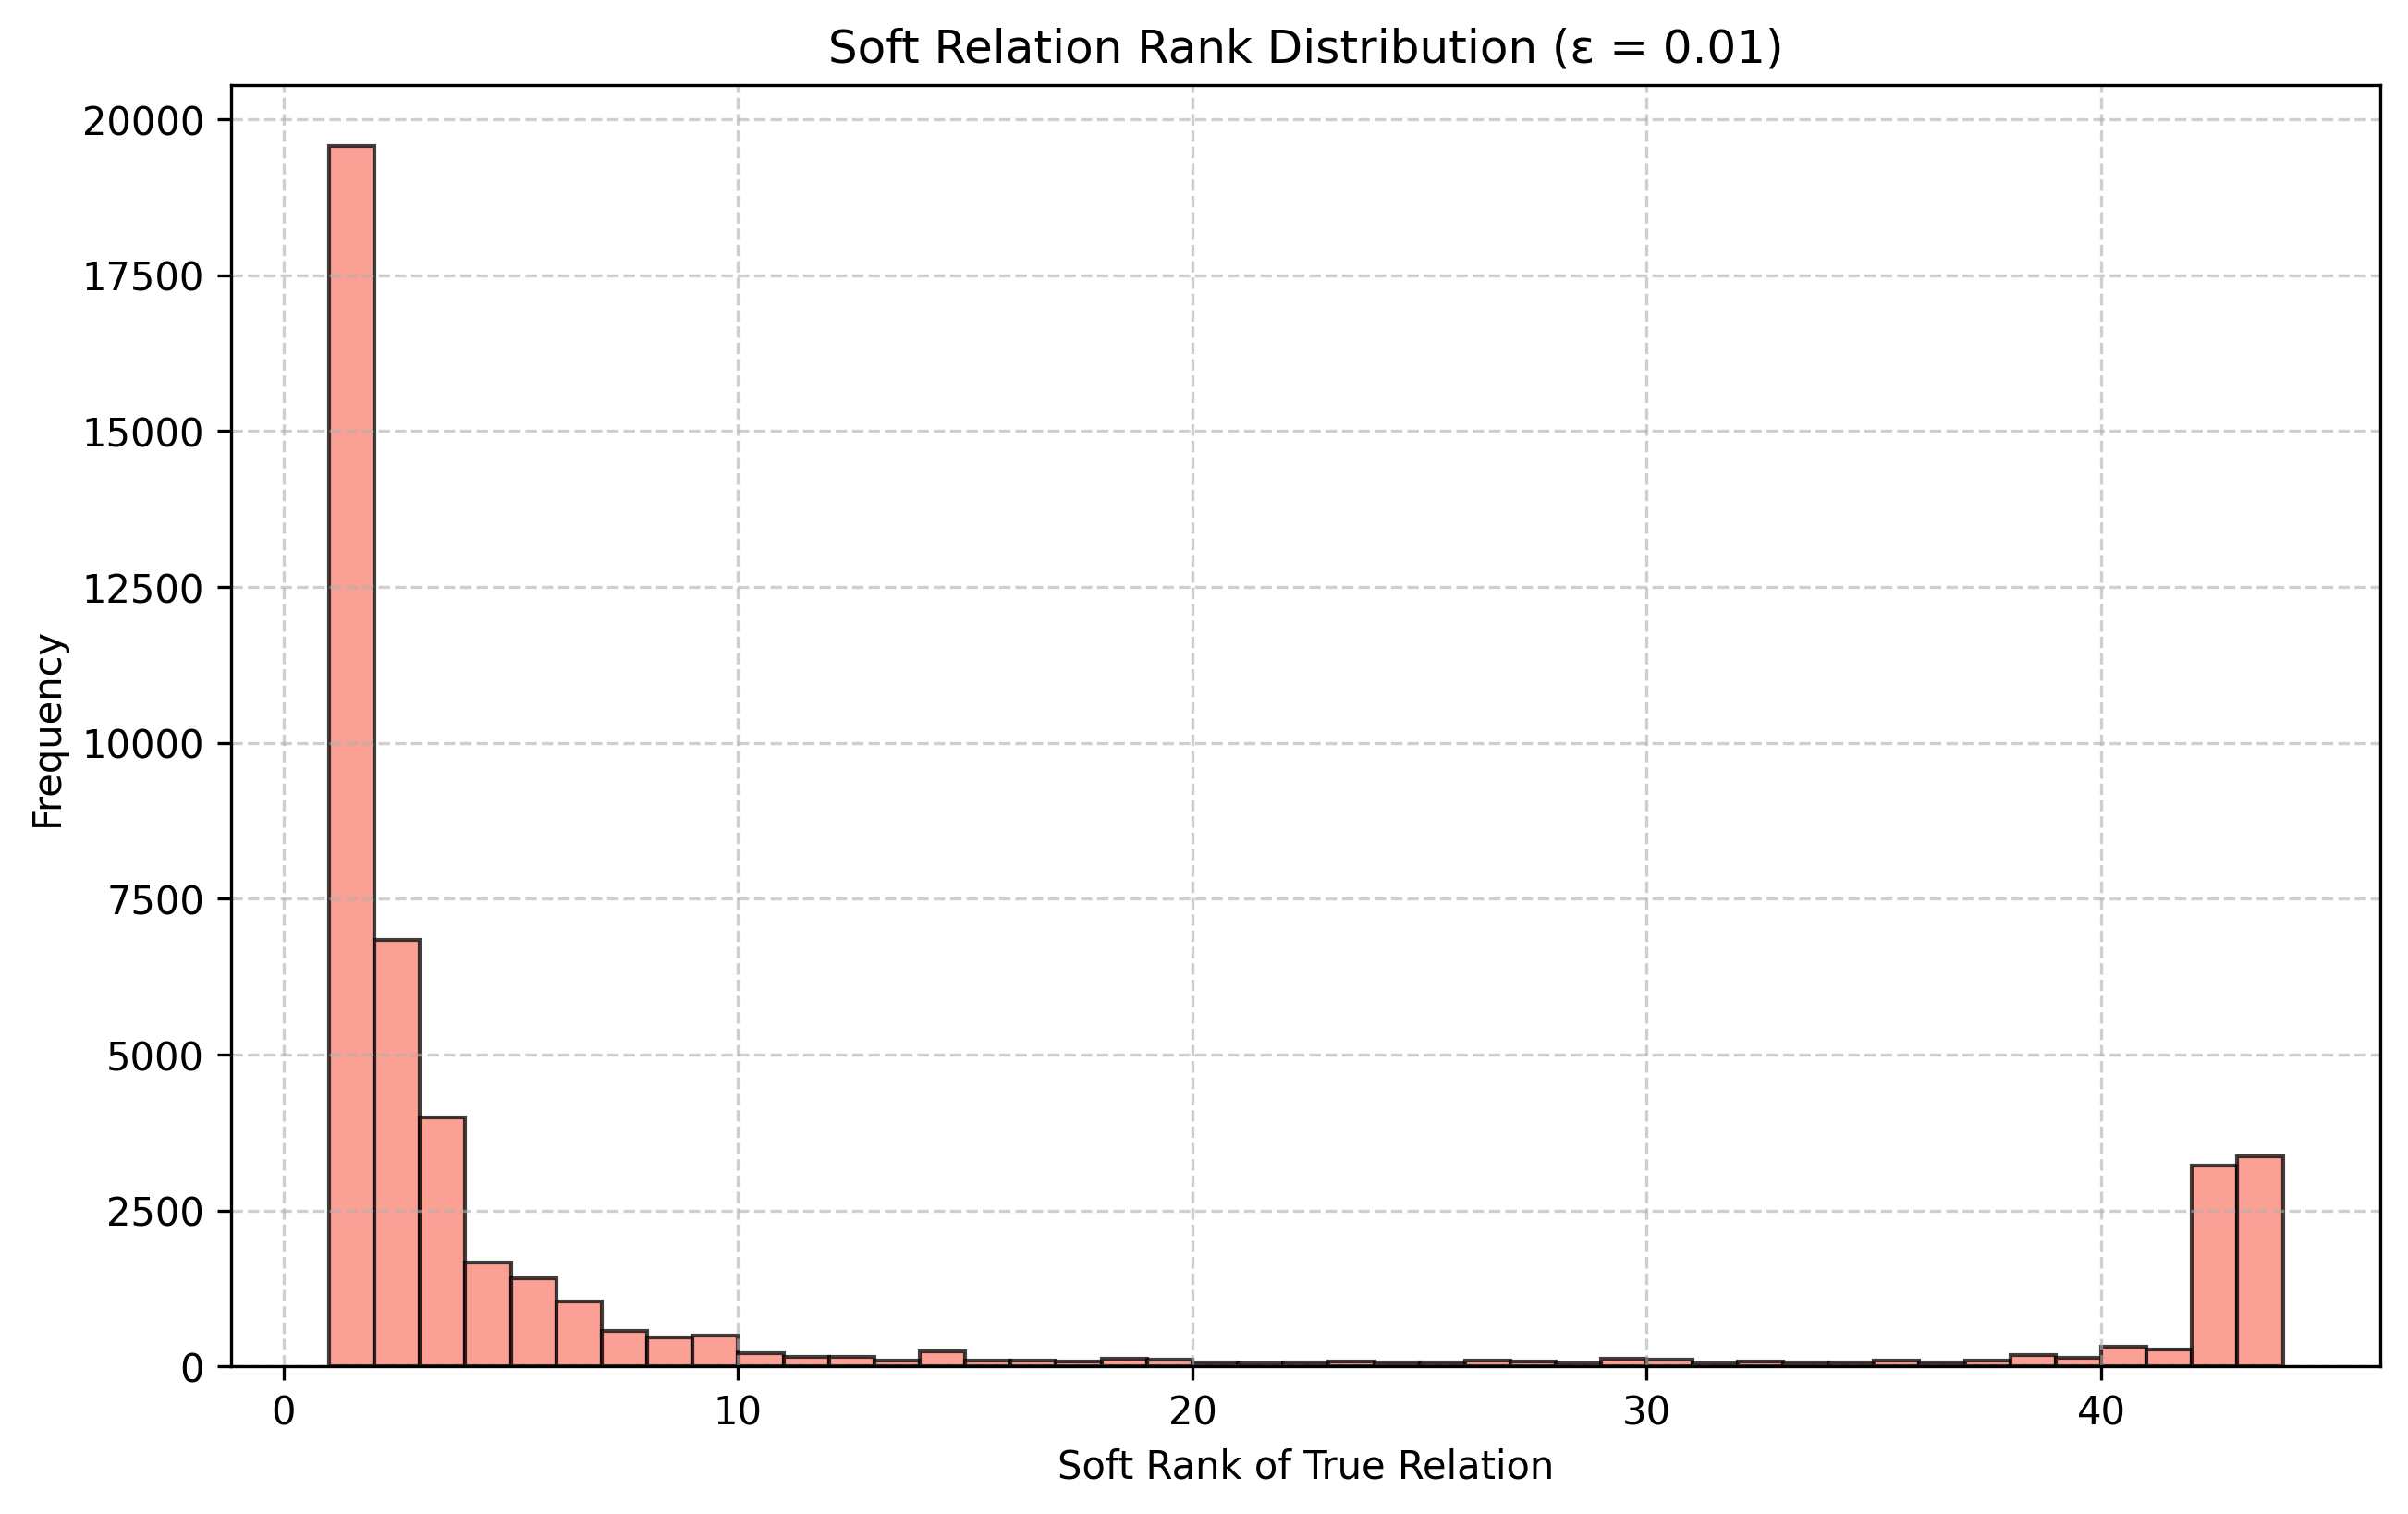 Soft Relation Rank Distribution (ε = 0.01)
20000
17500
15000
12500
10000
7500
5000
2500
0
Frequency
0 10 20 30 40
Soft Rank of True Relation